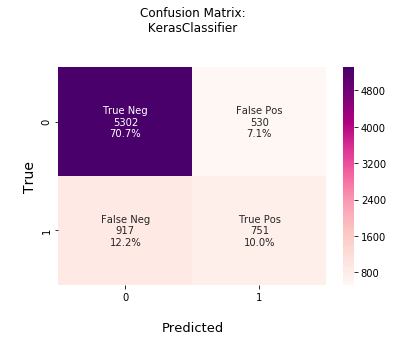 Confusion Matrix:
KerasClassifier
True
0
True Neg
5302
70.7%
False Pos
530
7.1%
1
False Neg
917
12.2%
True Pos
751
10.0%
0
1
Predicted
4800
4000
3200
2400
1600
800